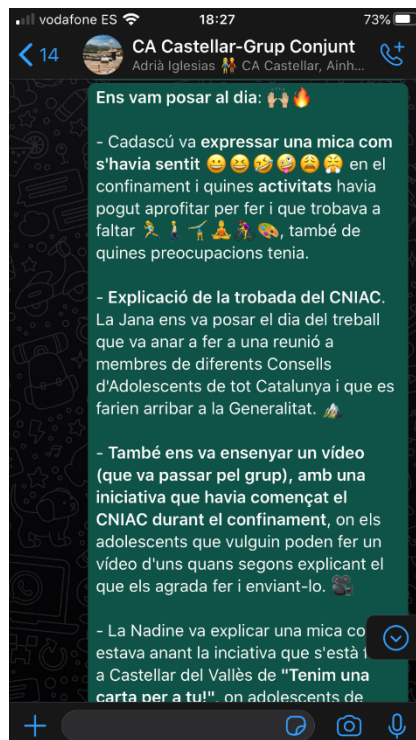 vodafone ES 18:27 73%
14 CA Castellar-Grup Conjunt
Adrià Iglesias 👫 CA Castellar, Ainh...
Ens vam posar al dia: 🙌🏼🔥
- Cadascú va expressar una mica com
s'havia sentit 😀😆🤣🤪😩😤 en el
confinament i quines activitats havia
pogut aprofitar per fer i que trobava a
faltar 🏃🚶🤸🧘🚴🎨, també de
quines preocupacions tenia.
- Explicació de la trobada del CNIAC.
La Jana ens va posar el dia del treball
que va anar a fer a una reunió a
membres de diferents Consells
d'Adolescents de tot Catalunya i que es
farien arribar a la Generalitat. 🏔️
- També ens va ensenyar un vídeo
(que va passar pel grup), amb una
iniciativa que havia començat el
CNIAC durant el confinament, on els
adolescents que vulguin poden fer un
vídeo d'uns quans segons explicant el
que els agrada fer i enviant-lo. 🎥
- La Nadine va explicar una mica co
estava anant la inciativa que s'està
a Castellar del Vallès de "Tenim una
carta per a tu!", on adolescents de